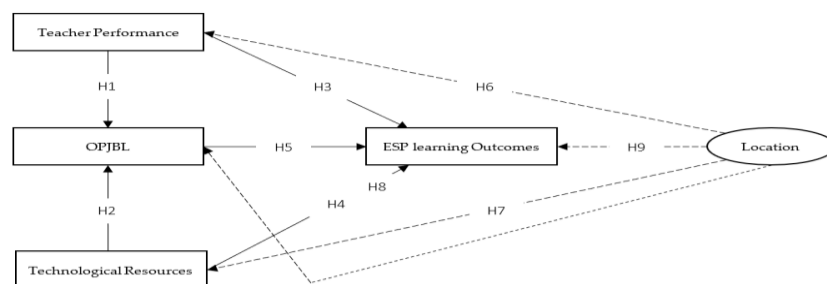 Teacher Performance
H1
H3
H6
OPJBL
H5
ESP learning Outcomes
H9
Location
H8
H2
H4
H7
Technological Resources